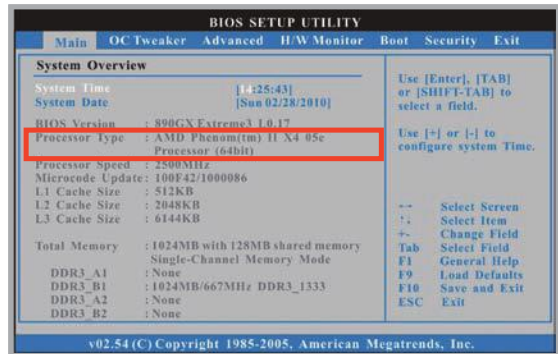 BIOS SETUP UTILITY
Main OC Tweaker Advanced H/W Monitor Boot Security Exit
System Overview
System Time [14:25:43]
System Date [Sun 02/28/2010]
BIOS Version : 890GX Extreme3 L0.17
Processor Type : AMD Phenom(tm) II X4 05e
Processor (64bit)
Processor Speed : 2500MHz
Microcode Update: 100F42/1000086
L1 Cache Size : 512KB
L2 Cache Size : 2048KB
L3 Cache Size : 6144KB
Total Memory : 1024MB with 128MB shared memory
Single-Channel Memory Mode
DDR3_A1 : None
DDR3_B1 : 1024MB/667MHz DDR3_1333
DDR3_A2 : None
DDR3_B2 : None
Use [Enter], [TAB]
or [SHIFT-TAB] to
select a field.
Use [+] or [-] to
configure system Time.
Select Screen
Select Item
+- Change Field
Tab Select Field
F1 General Help
F9 Load Defaults
F10 Save and Exit
ESC Exit
v02.54 (C) Copyright 1985-2005, American Megatrends, Inc.